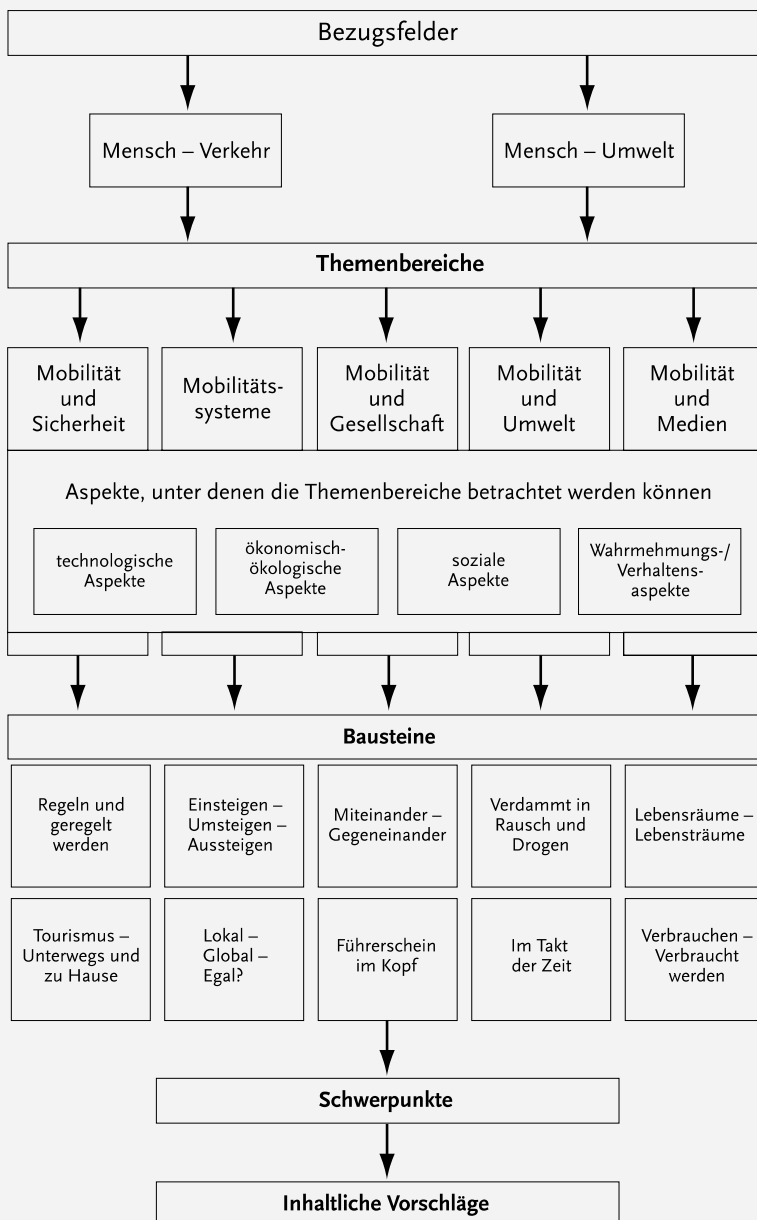 Bezugsfelder
Mensch – Verkehr
Mensch – Umwelt
Themenbereiche
Mobilität
und
Sicherheit
Mobilitäts-
systeme
Mobilität
und
Gesellschaft
Mobilität
und
Umwelt
Mobilität
und
Medien
Aspekte, unter denen die Themenbereiche betrachtet werden können
technologische
Aspekte
ökonomisch-
ökologische
Aspekte
soziale
Aspekte
Wahrmehmungs-/
Verhaltens-
aspekte
Bausteine
Regeln und
geregelt
werden
Einsteigen –
Umsteigen –
Aussteigen
Miteinander –
Gegeneinander
Verdammt in
Rausch und
Drogen
Lebensräume –
Lebensträume
Tourismus –
Unterwegs und
zu Hause
Lokal –
Global –
Egal?
Führerschein
im Kopf
Im Takt
der Zeit
Verbrauchen –
Verbraucht
werden
Schwerpunkte
Inhaltliche Vorschläge